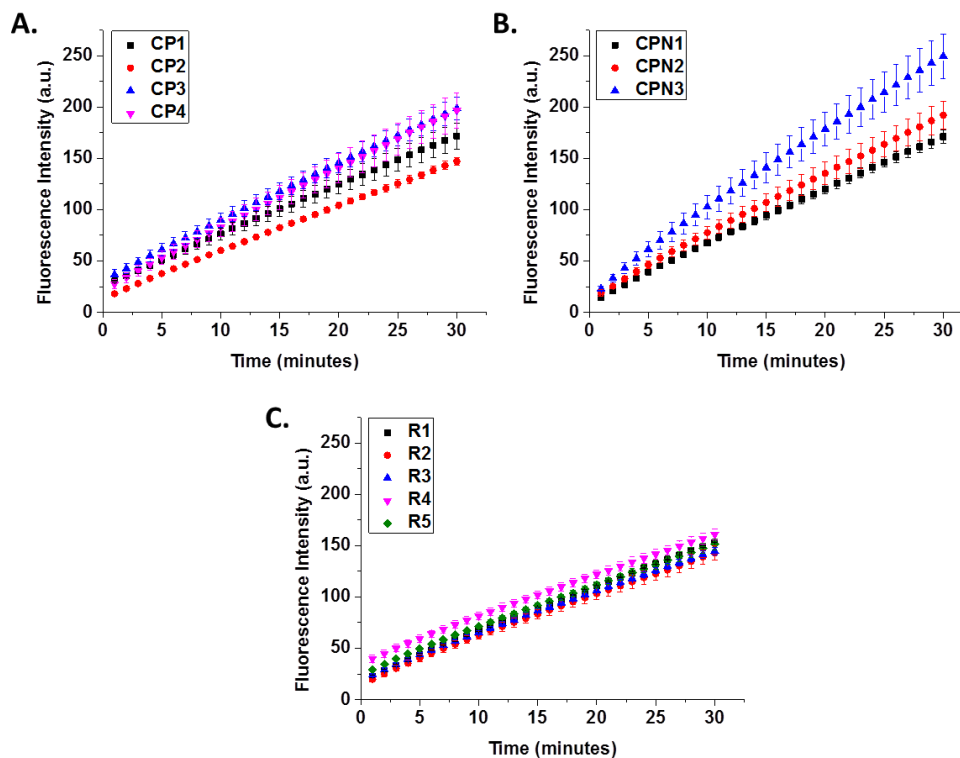 A.
CP1
CP2
CP3
CP4
250
200
150
100
50
0
Fluorescence Intensity (a.u.)
0 5 10 15 20 25 30
Time (minutes)
B.
CPN1
CPN2
CPN3
250
200
150
100
50
0
Fluorescence Intensity (a.u.)
0 5 10 15 20 25 30
Time (minutes)
C.
R1
R2
R3
R4
R5
250
200
150
100
50
0
Fluorescence Intensity (a.u.)
0 5 10 15 20 25 30
Time (minutes)